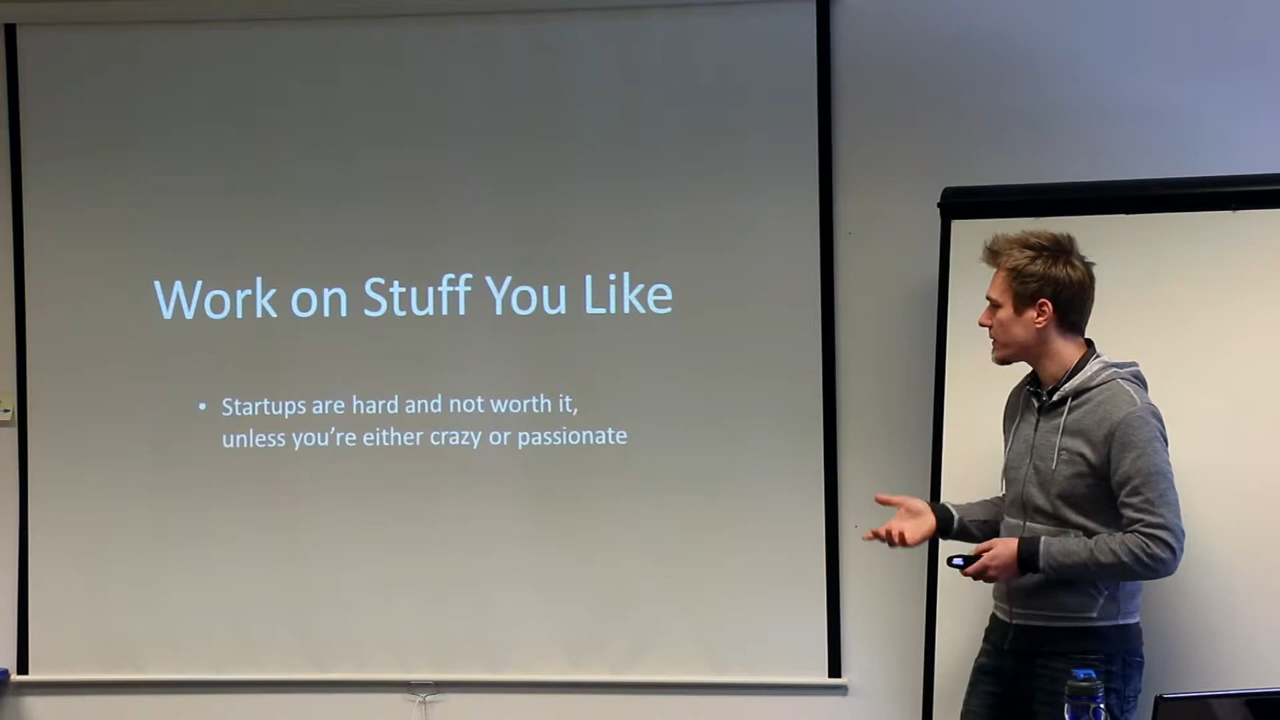 Work on Stuff You Like
• Startups are hard and not worth it,
unless you're either crazy or passionate